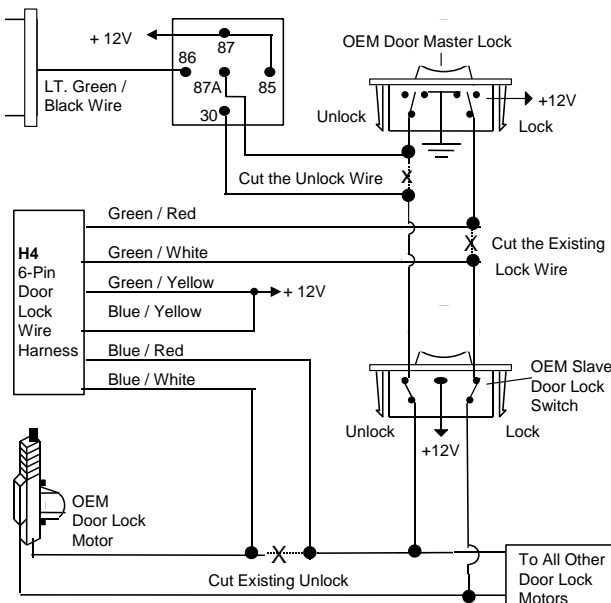 + 12V
87
86
87A
85
30
LT. Green /
Black Wire
OEM Door Master Lock
+12V
Unlock
Lock
Cut the Unlock Wire
X
Green / Red
Green / White
Green / Yellow
Blue / Yellow
Blue / Red
Blue / White
+ 12V
X
Cut the Existing
Lock Wire
H4
6-Pin
Door
Lock
Wire
Harness
OEM Slave
Door Lock
Switch
Unlock
+12V
Lock
OEM
Door Lock
Motor
X
Cut Existing Unlock
To All Other
Door Lock
Motors